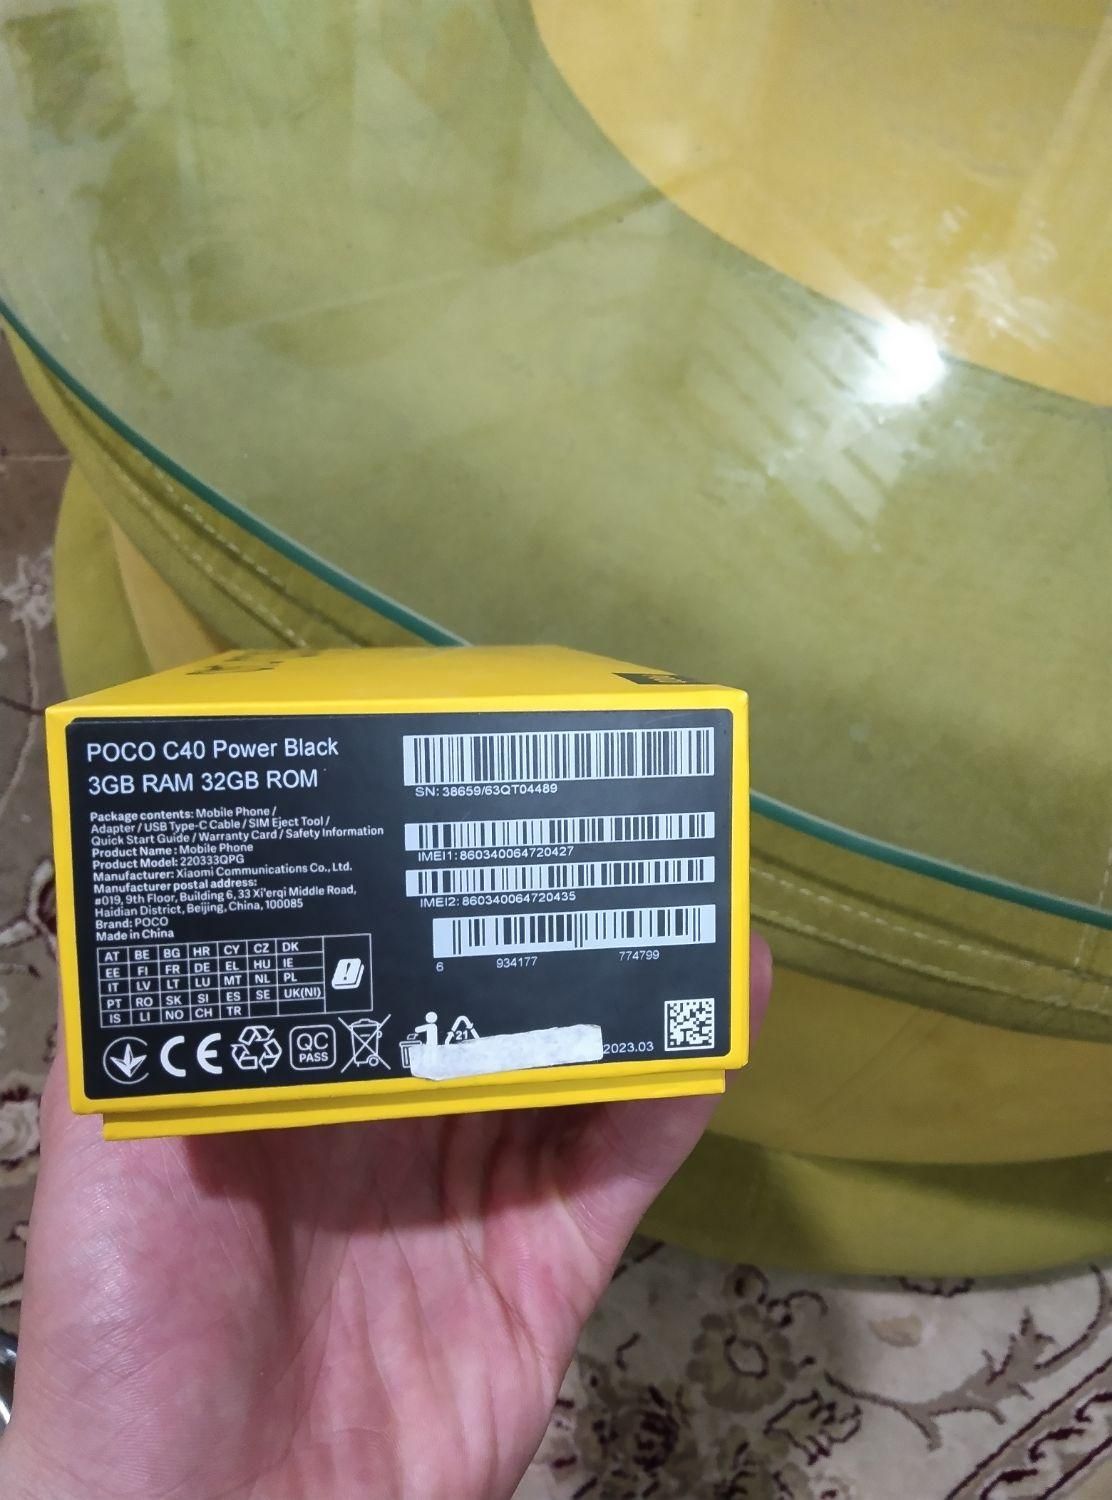 POCO C40 Power Black
3GB RAM 32GB ROM
Package contents: Mobile Phone /
Adapter / USB Type-C Cable / SIM Eject Tool /
Quick Start Guide / Warranty Card / Safety Information
Product Name: Mobile Phone
Product Model: 220333QPG
Manufacturer: Xiaomi Communications Co., Ltd.
Manufacturer postal address:
#019, 9th Floor, Building 6, 33 Xi'erqi Middle Road,
Haidian District, Beijing, China, 100085
Brand: POCO
Made in China
AT BE BG HR CY CZ DK
EE FI FR DE EL HU IE
IT LV LT LU MT NL PL
PT RO SK SI ES SE UK(NI)
IS LI NO CH TR
CE
QC
PASS
21
SN: 38659/63QT04489
IMEI1: 860340064720427
IMEI2: 860340064720435
6 934177 774799
2023.03